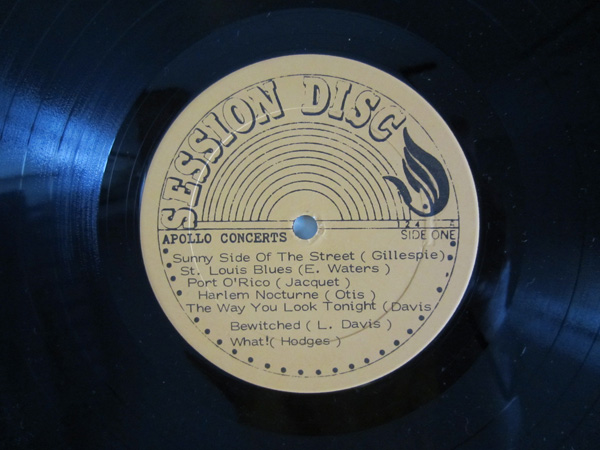 SESSION DISC
APOLLO CONCERTS
SIDE ONE
Sunny Side Of The Street ( Gillespie)
St. Louis Blues (E. Waters )
Port O'Rico ( Jacquet )
Harlem Nocturne ( Otis )
The Way You Look Tonight (Davis
Bewitched ( L. Davis )
What!( Hodges )